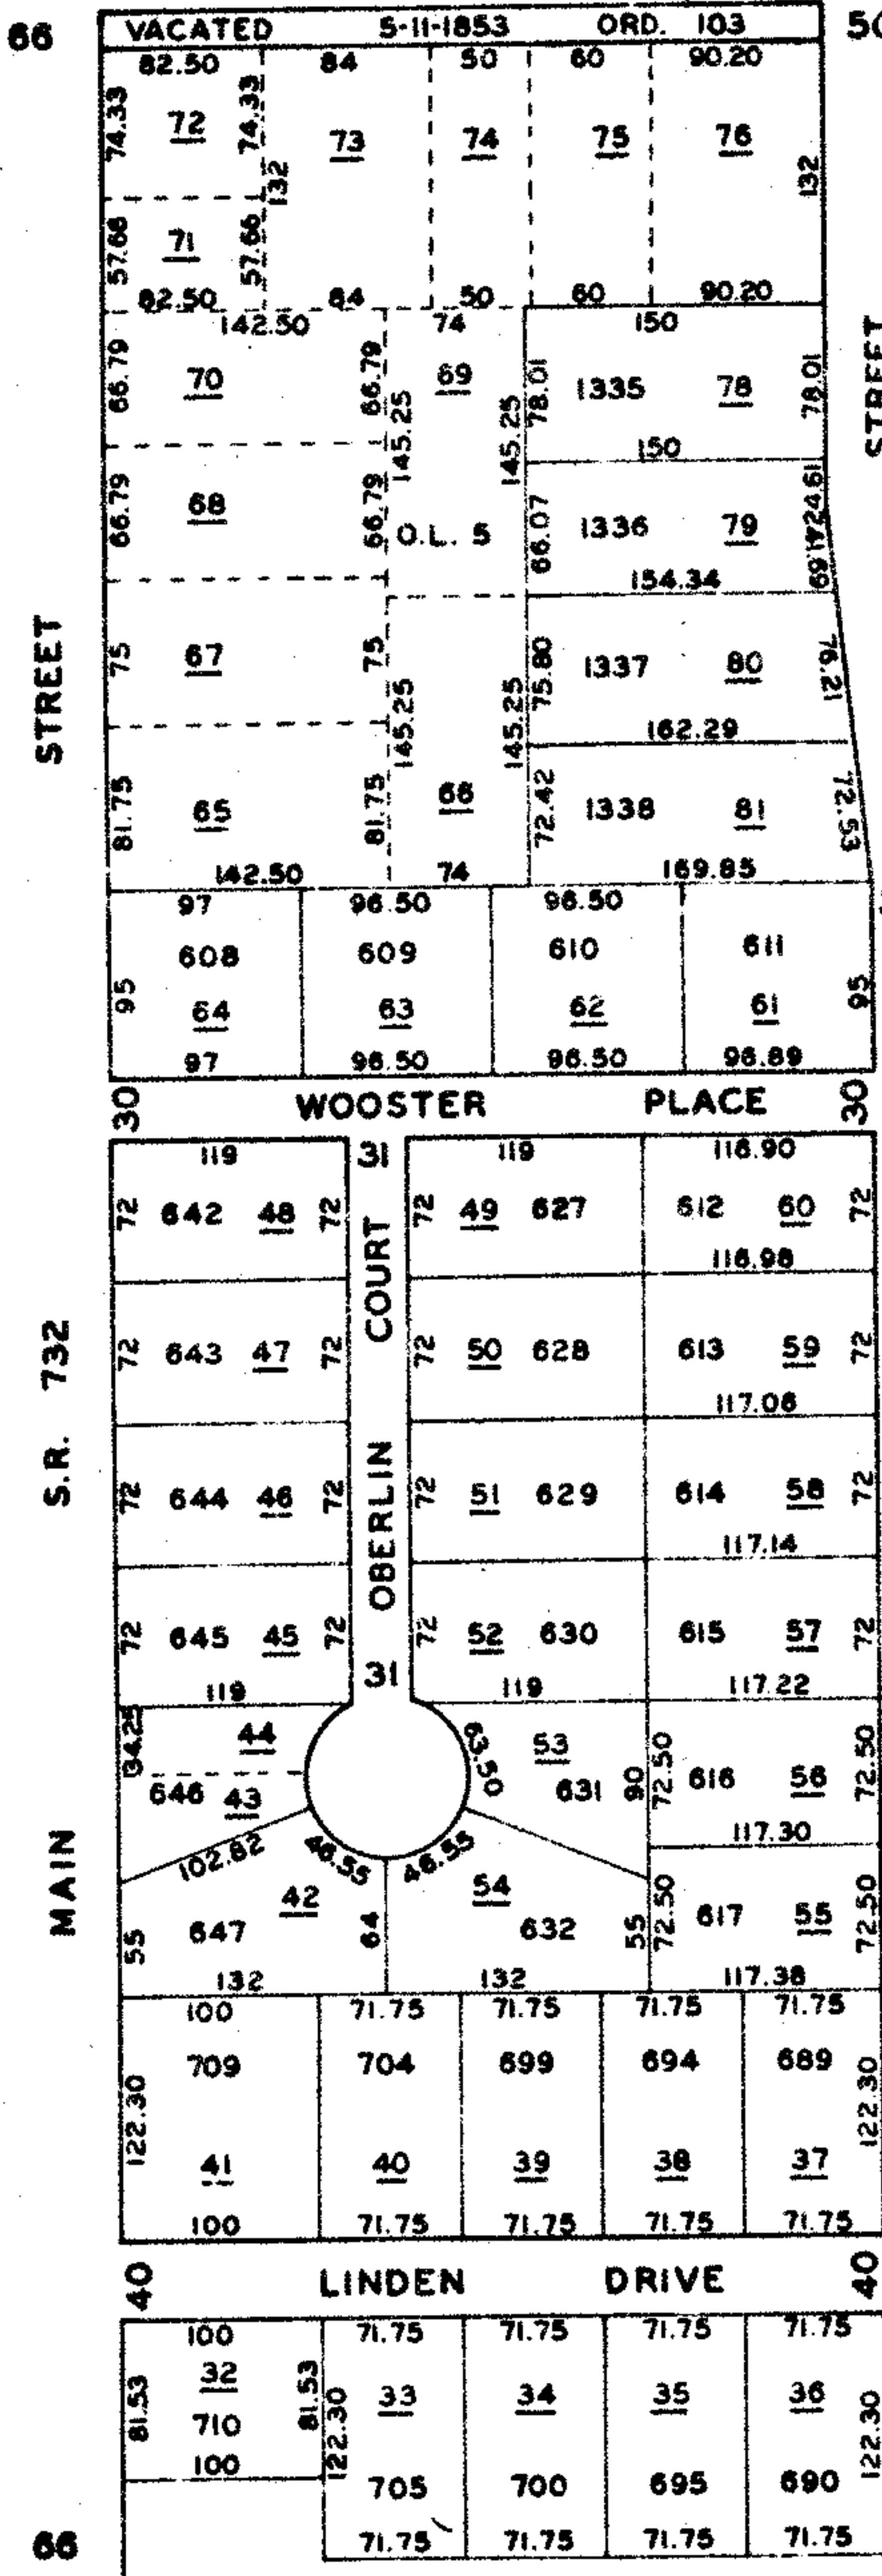 66 VACATED 5-11-1853 ORD. 103
82.50 84 50 60 90.20
74.33 72 74.33 73 74 75 76
132 132
57.66 71 57.66
82.50 84 50 60 90.20
142.50 74 150
66.79 70 66.79 69 78.01 1335 78 78.01
145.25 145.25
150
66.79 68 66.79 O.L. 5 66.07 1336 79 24.61 41.69
154.34
STREET
75 67 75 75.80 1337 80 76.21
145.25 145.25
162.29
81.75 65 81.75 66 72.42 1338 81 72.53
142.50 74 169.85
97 96.50 96.50
608 609 610 611
95 64 63 62 61 95
97 96.50 96.50 96.89
30 WOOSTER PLACE 30
119 31 119 116.90
72 642 48 72 72 49 627 612 60 72
116.98
OBERLIN COURT
72 643 47 72 72 50 628 613 59 72
117.06
S.R. 732
72 644 46 72 72 51 629 614 58 72
117.14
72 645 45 72 72 52 630 615 57 72
119 31 119 117.22
134.25 44 63.50 53
646 43 631 90 72.50 616 56 72.50
102.82 46.55 46.55 117.30
MAIN
42 54
55 647 64 632 55 72.50 617 55 72.50
132 132 117.38
100 71.75 71.75 71.75 71.75
709 704 699 694 689
122.30 122.30
41 40 39 38 37
100 71.75 71.75 71.75 71.75
40 LINDEN DRIVE 40
100 71.75 71.75 71.75 71.75
81.53 32 81.53 33 34 35 36
710 122.30 122.30
100
705 700 695 690
66 71.75 71.75 71.75 71.75